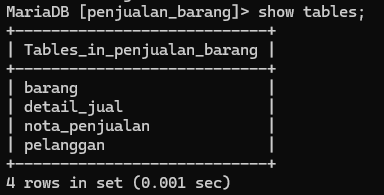 MariaDB [penjualan_barang]> show tables;
+----------------------------+
| Tables_in_penjualan_barang |
+----------------------------+
| barang                     |
| detail_jual                |
| nota_penjualan             |
| pelanggan                  |
+----------------------------+
4 rows in set (0.001 sec)